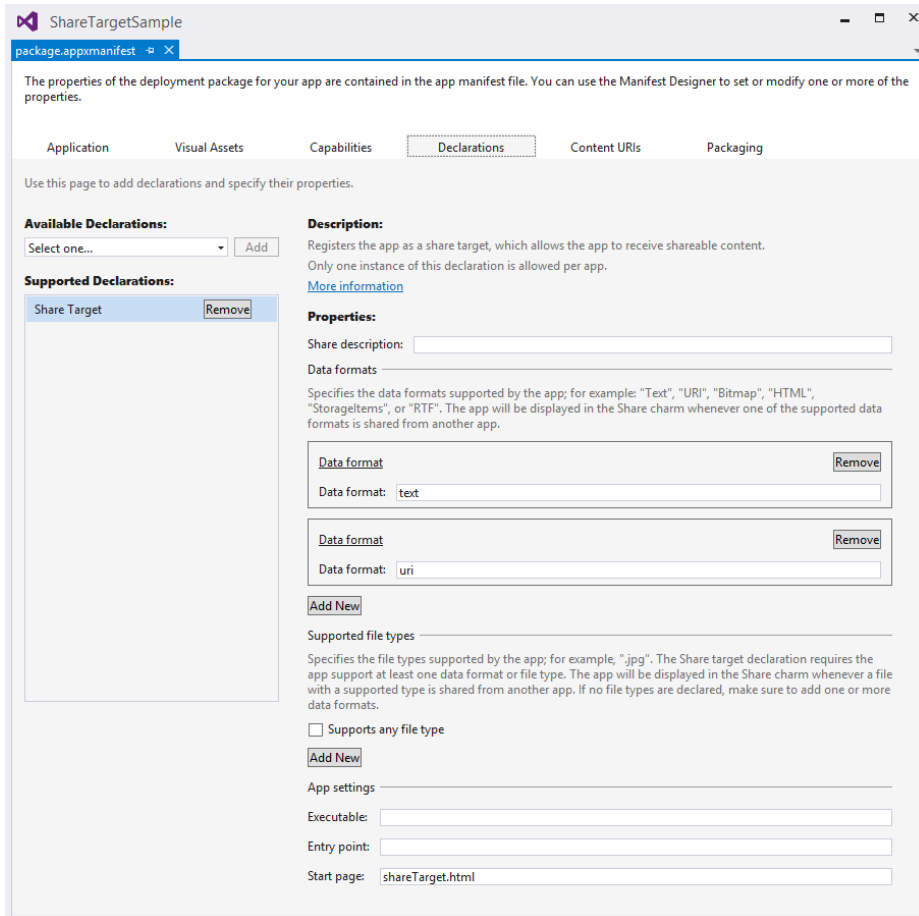 ShareTargetSample
package.appxmanifest
The properties of the deployment package for your app are contained in the app manifest file. You can use the Manifest Designer to set or modify one or more of the
properties.
Application Visual Assets Capabilities Declarations Content URIs Packaging
Use this page to add declarations and specify their properties.
Available Declarations:
Select one... Add
Supported Declarations:
Share Target Remove
Description:
Registers the app as a share target, which allows the app to receive shareable content.
Only one instance of this declaration is allowed per app.
More information
Properties:
Share description:
Data formats
Specifies the data formats supported by the app; for example: "Text", "URI", "Bitmap", "HTML",
"StorageItems", or "RTF". The app will be displayed in the Share charm whenever one of the supported data
formats is shared from another app.
Data format Remove
Data format: text
Data format Remove
Data format: uri
Add New
Supported file types
Specifies the file types supported by the app; for example, ".jpg". The Share target declaration requires the
app support at least one data format or file type. The app will be displayed in the Share charm whenever a file
with a supported type is shared from another app. If no file types are declared, make sure to add one or more
data formats.
Supports any file type
Add New
App settings
Executable:
Entry point:
Start page: shareTarget.html